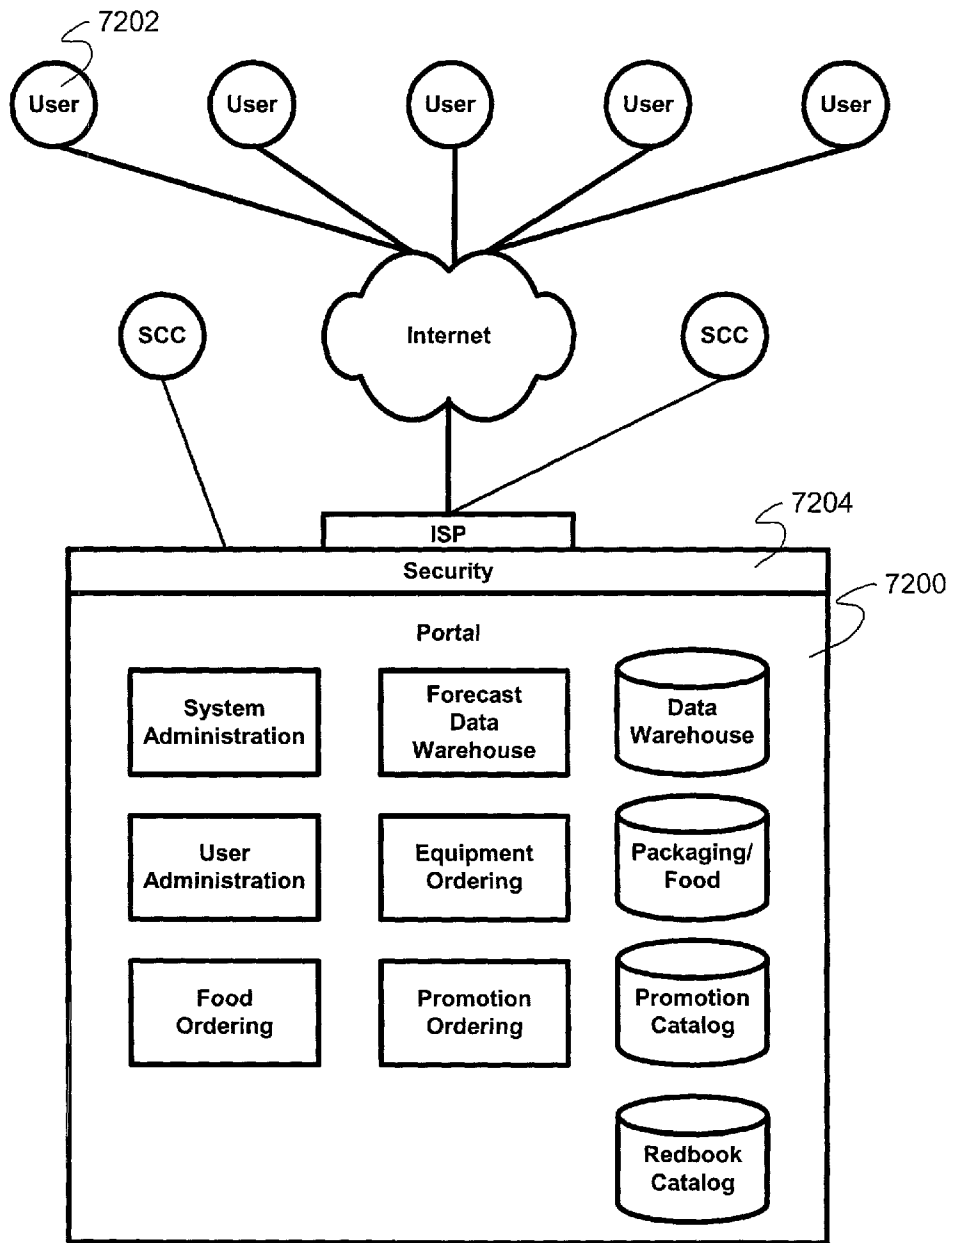 7202
User
User
User
User
User
SCC
Internet
SCC
ISP
7204
Security
7200
Portal
System
Administration
Forecast
Data
Warehouse
Data
Warehouse
User
Administration
Equipment
Ordering
Packaging/
Food
Food
Ordering
Promotion
Ordering
Promotion
Catalog
Redbook
Catalog